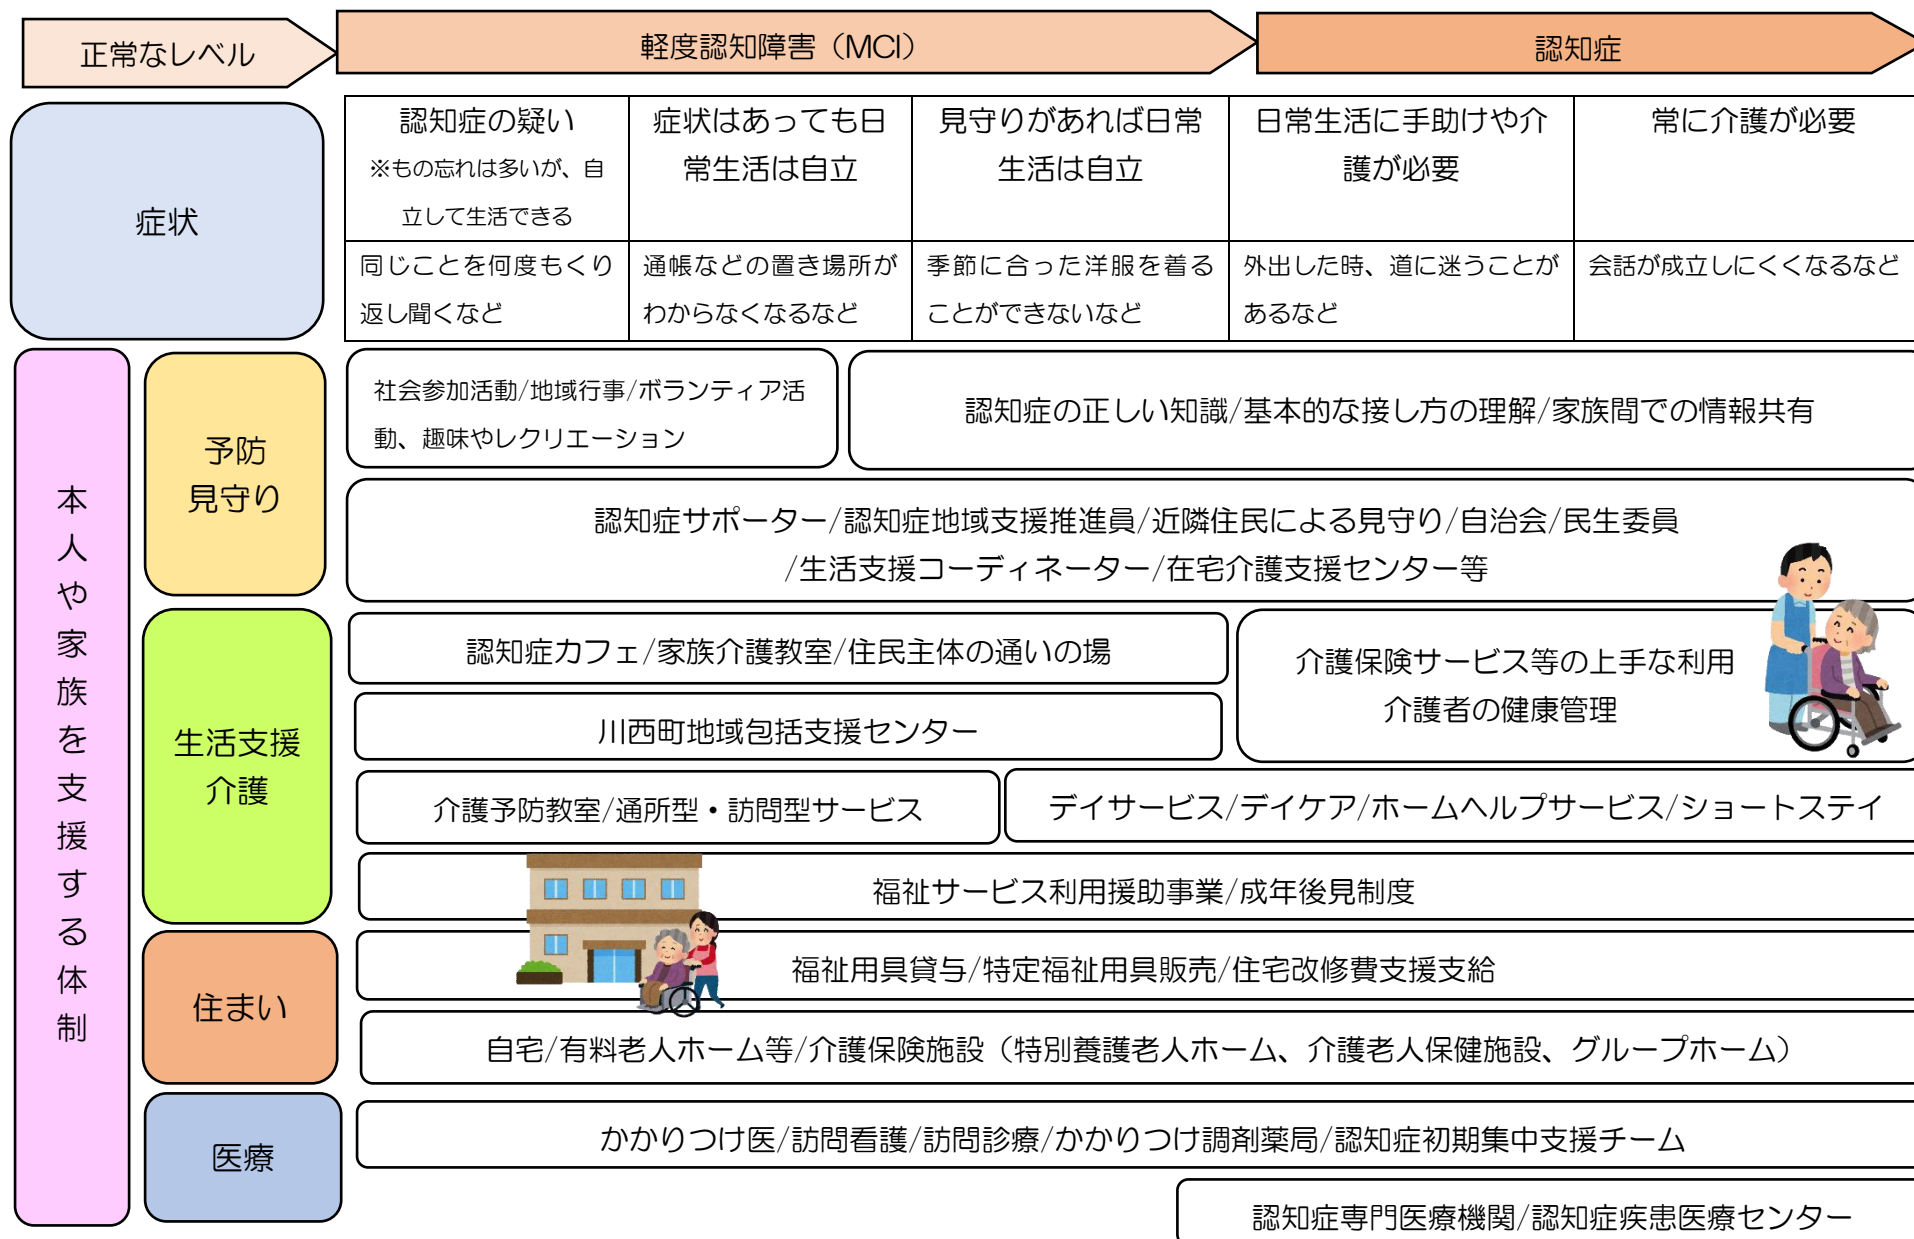 正常なレベル
軽度認知障害（MCI）
認知症
症状
認知症の疑い
※もの忘れは多いが、自
立して生活できる
症状はあっても日
常生活は自立
見守りがあれば日常
生活は自立
日常生活に手助けや介
護が必要
常に介護が必要
同じことを何度もくり
返し聞くなど
通帳などの置き場所が
わからなくなるなど
季節に合った洋服を着る
ことができないなど
外出した時、道に迷うことが
あるなど
会話が成立しにくくなるなど
本人や家族を支援する体制
予防
見守り
社会参加活動/地域行事/ボランティア活
動、趣味やレクリエーション
認知症の正しい知識/基本的な接し方の理解/家族間での情報共有
認知症サポーター/認知症地域支援推進員/近隣住民による見守り/自治会/民生委員
/生活支援コーディネーター/在宅介護支援センター等
生活支援
介護
認知症カフェ/家族介護教室/住民主体の通いの場
介護保険サービス等の上手な利用
介護者の健康管理
川西町地域包括支援センター
介護予防教室/通所型・訪問型サービス
デイサービス/デイケア/ホームヘルプサービス/ショートステイ
福祉サービス利用援助事業/成年後見制度
住まい
福祉用具貸与/特定福祉用具販売/住宅改修費支援支給
自宅/有料老人ホーム等/介護保険施設（特別養護老人ホーム、介護老人保健施設、グループホーム）
医療
かかりつけ医/訪問看護/訪問診療/かかりつけ調剤薬局/認知症初期集中支援チーム
認知症専門医療機関/認知症疾患医療センター